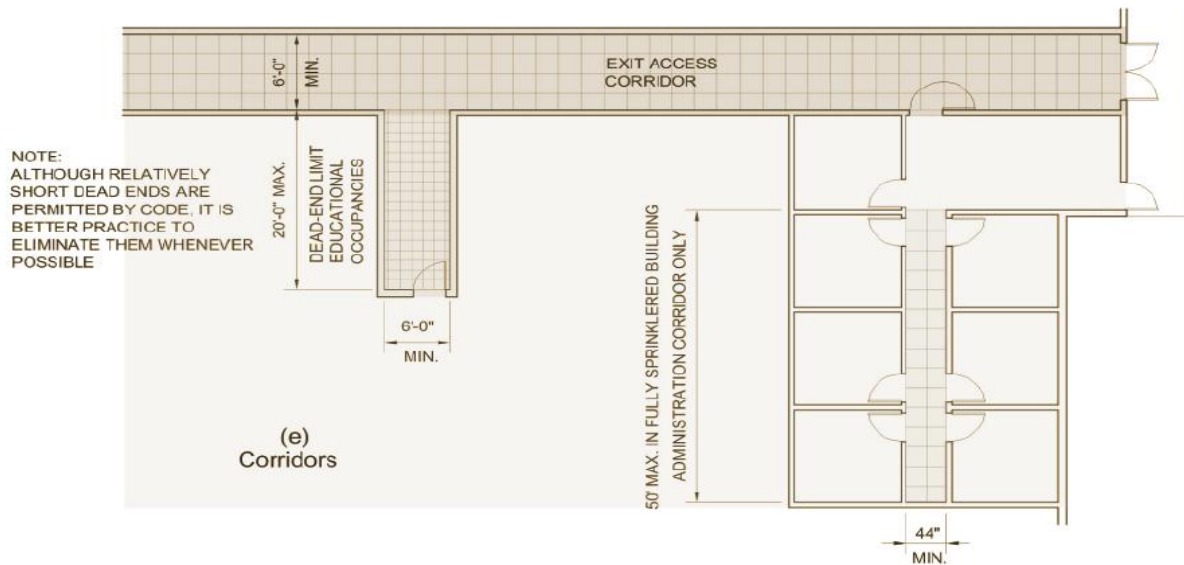 6'-0"
MIN.
EXIT ACCESS
CORRIDOR
NOTE:
ALTHOUGH RELATIVELY
SHORT DEAD ENDS ARE
PERMITTED BY CODE, IT IS
BETTER PRACTICE TO
ELIMINATE THEM WHENEVER
POSSIBLE
20'-0" MAX.
DEAD-END LIMIT
EDUCATIONAL
OCCUPANCIES
6'-0"
MIN.
50' MAX. IN FULLY SPRINKLERED BUILDING
ADMINISTRATION CORRIDOR ONLY
(e)
Corridors
44"
MIN.